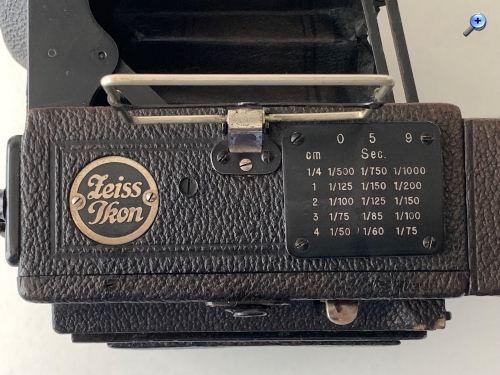 Zeiss
Ikon
0 5 9
cm Sec.
1/4 1/500 1/750 1/1000
1 1/125 1/150 1/200
2 1/100 1/125 1/150
3 1/75 1/85 1/100
4 1/50 1/60 1/75